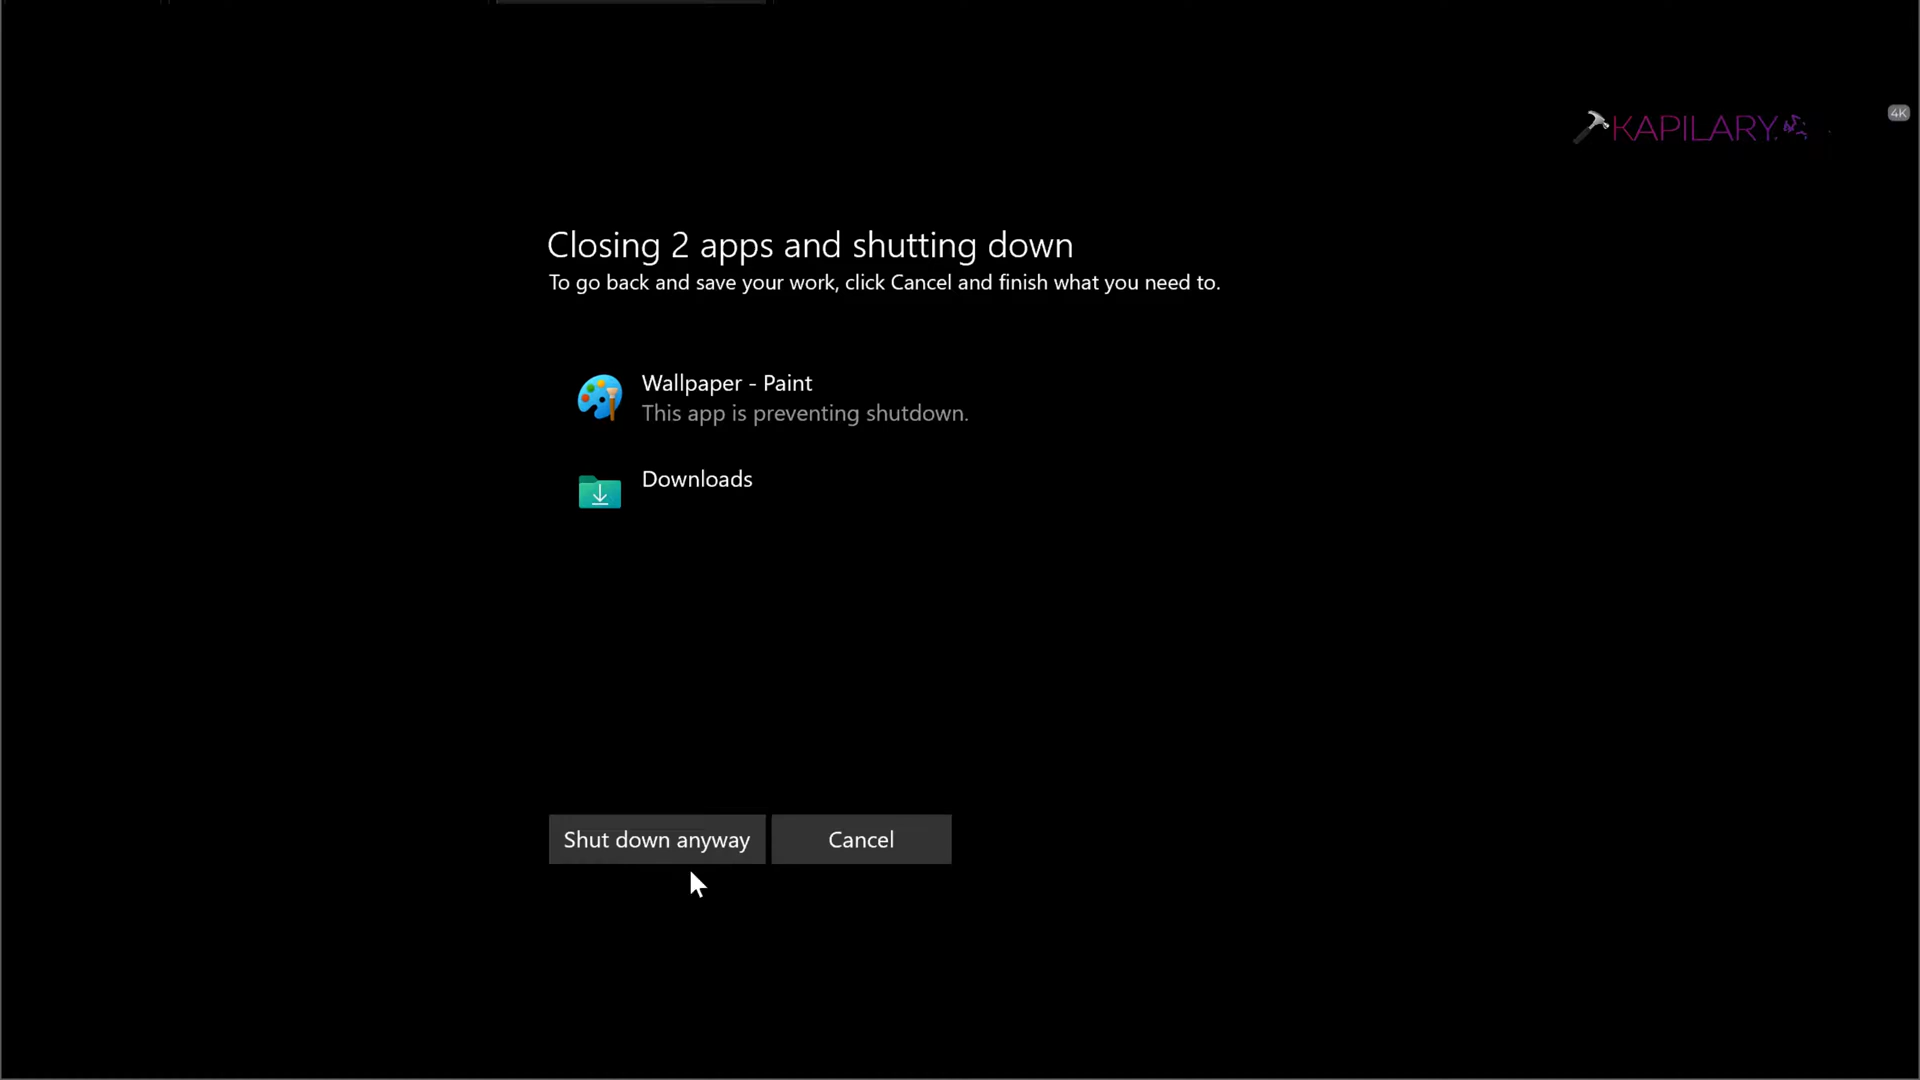 KAPILARY.
4K
Closing 2 apps and shutting down
To go back and save your work, click Cancel and finish what you need to.
Wallpaper - Paint
This app is preventing shutdown.
Downloads
Shut down anyway
Cancel